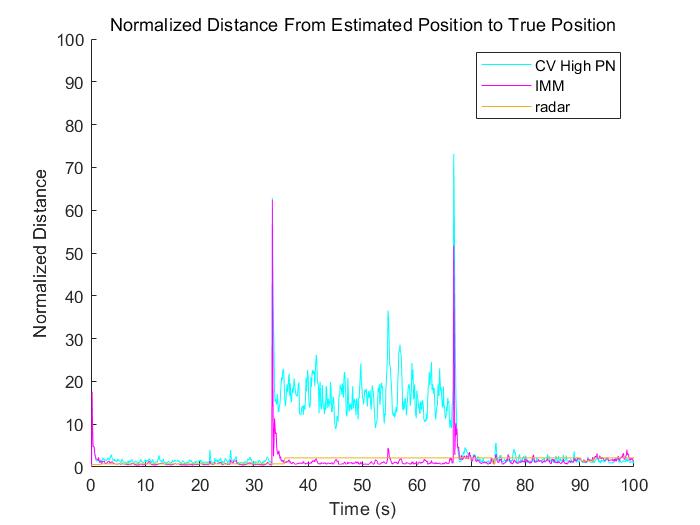 Normalized Distance From Estimated Position to True Position
100
90
80
70
60
50
40
30
20
10
0
Normalized Distance
CV High PN
IMM
radar
0 10 20 30 40 50 60 70 80 90 100
Time (s)